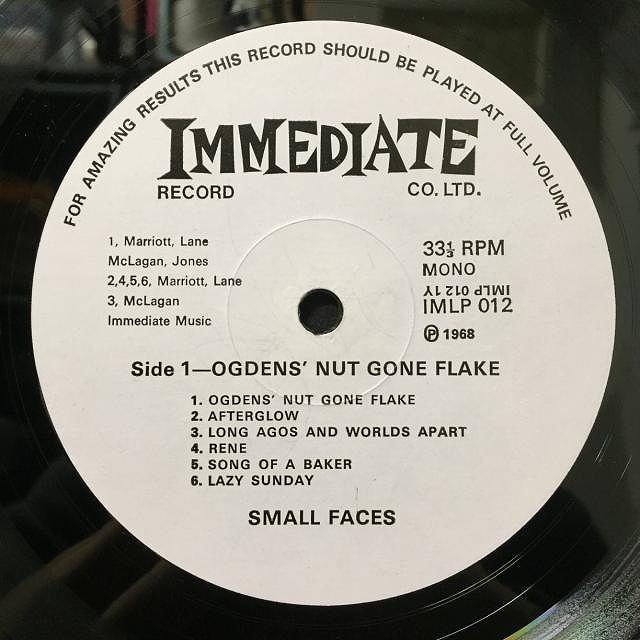 FOR AMAZING RESULTS THIS RECORD SHOULD BE PLAYED AT FULL VOLUME
IMMEDIATE
RECORD CO. LTD.
1, Marriott, Lane
McLagan, Jones
2,4,5,6, Marriott, Lane
3, McLagan
Immediate Music
33⅓ RPM
MONO
IMLP 012 1Y
IMLP 012
℗ 1968
Side 1—OGDENS' NUT GONE FLAKE
1. OGDENS' NUT GONE FLAKE
2. AFTERGLOW
3. LONG AGOS AND WORLDS APART
4. RENE
5. SONG OF A BAKER
6. LAZY SUNDAY
SMALL FACES